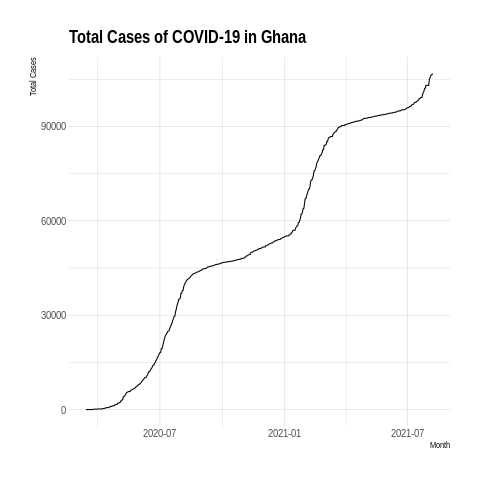 Total Cases of COVID-19 in Ghana
Total Cases
90000
60000
30000
0
2020-07 2021-01 2021-07
Month